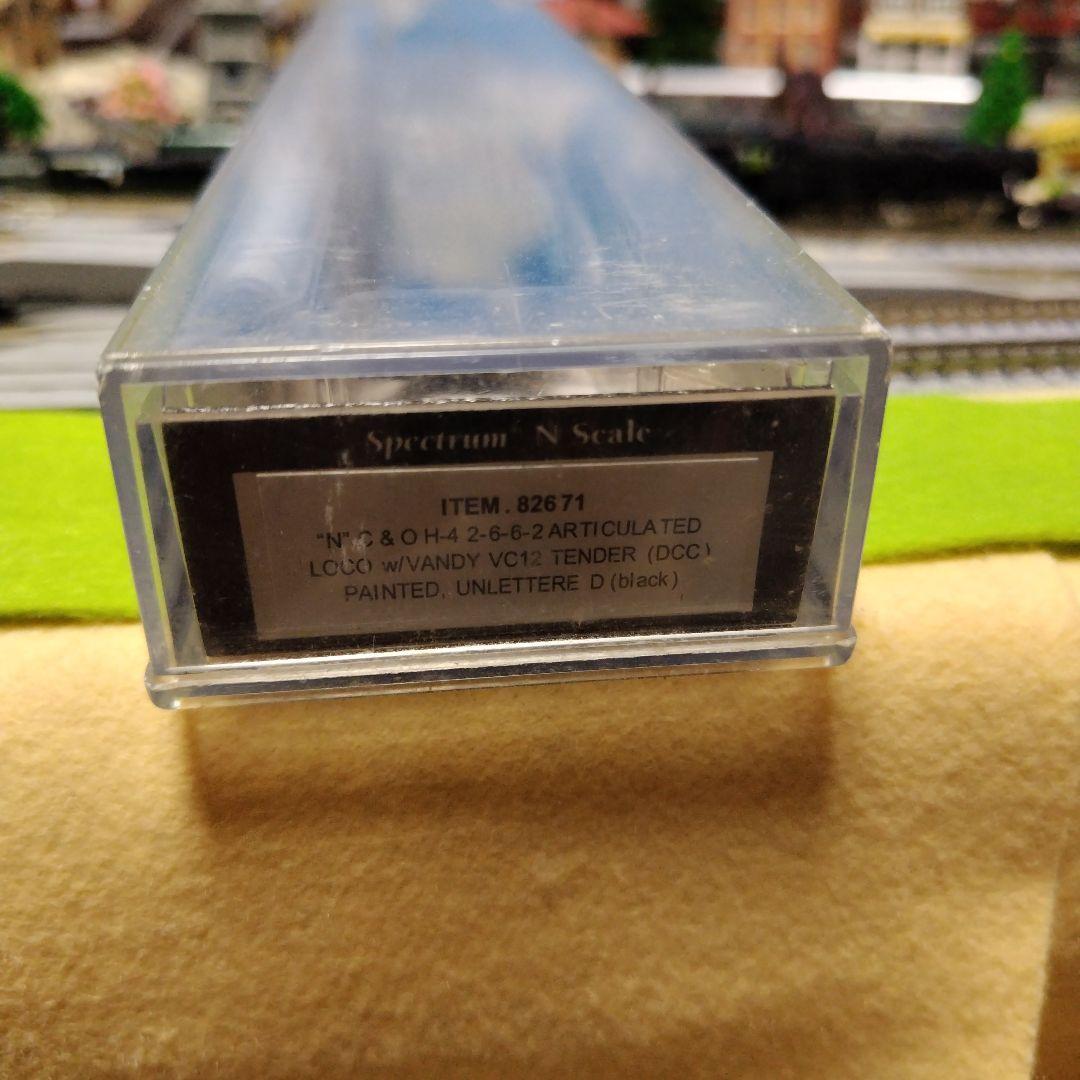 Spectrum® N Scale
ITEM. 82671
"N" C & O H-4 2-6-6-2 ARTICULATED
LOCO w/VANDY VC12 TENDER (DCC)
PAINTED, UNLETTERE D (black)